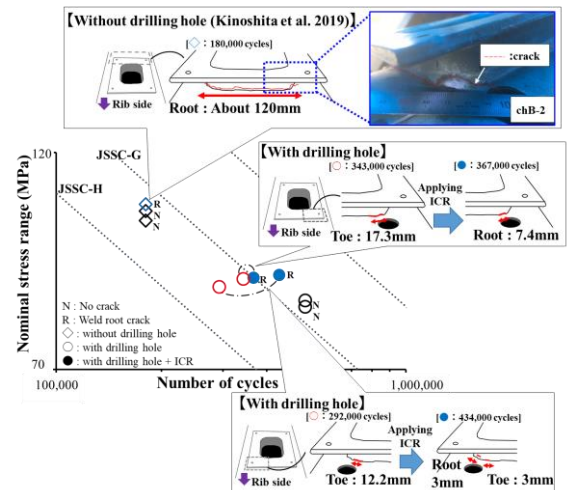 【Without drilling hole (Kinoshita et al. 2019)】
[◇ : 180,000 cycles]
Rib side
Root : About 120mm
:crack
chB-2
【With drilling hole】
[○ : 343,000 cycles]
[● : 367,000 cycles]
Applying
ICR
Rib side
Toe : 17.3mm
Root : 7.4mm
120
JSSC-G
JSSC-H
Nominal stress range (MPa)
R
N
N
R
R
N
N
N : No crack
R : Weld root crack
◇ : without drilling hole
○ : with drilling hole
● : with drilling hole + ICR
70
100,000
Number of cycles
1,000,000
【With drilling hole】
[○ : 292,000 cycles]
[● : 434,000 cycles]
Applying
ICR
Rib side
Toe : 12.2mm
Root
3mm
Toe : 3mm